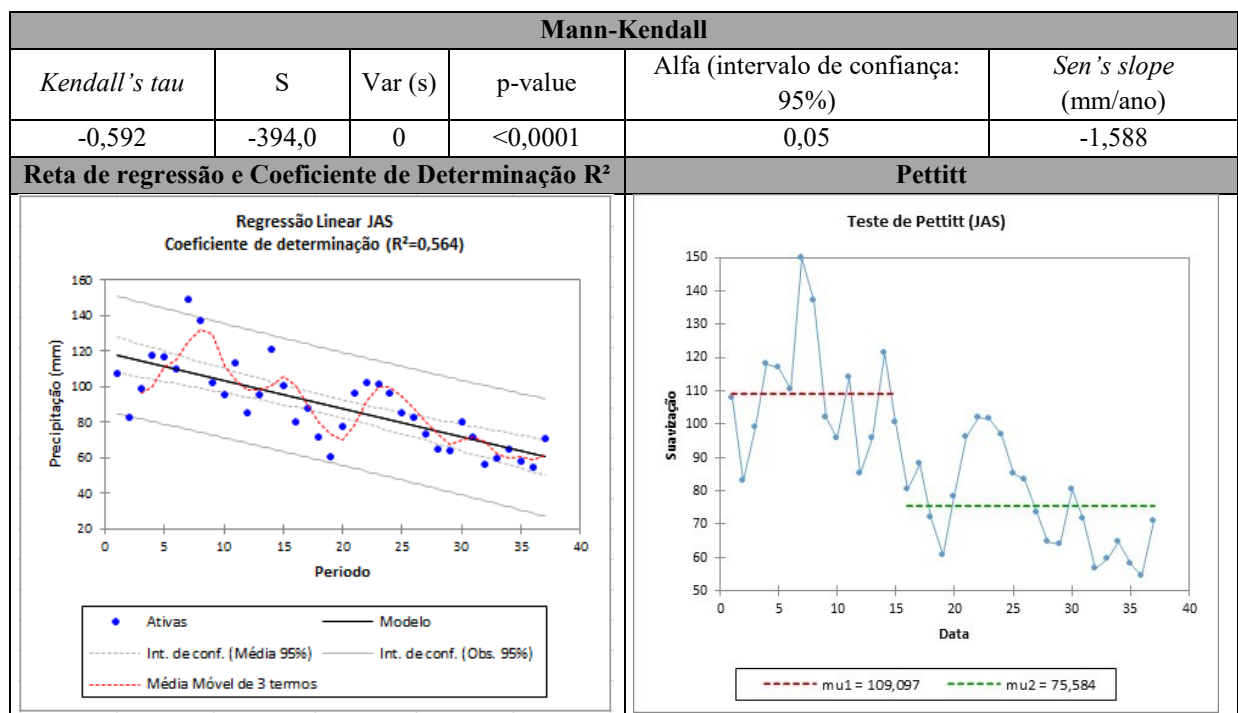 Mann-Kendall
Kendall's tau
S
Var (s)
p-value
Alfa (intervalo de confiança:
95%)
Sen's slope
(mm/ano)
-0,592
-394,0
0
<0,0001
0,05
-1,588
Reta de regressão e Coeficiente de Determinação R²
Pettitt
Regressão Linear JAS
Coeficiente de determinação (R²=0,564)
Precipitação (mm)
160
140
120
100
80
60
40
20
0 5 10 15 20 25 30 35 40
Periodo
Ativas
Modelo
Int. de conf. (Média 95%)
Int. de conf. (Obs. 95%)
Média Móvel de 3 termos
Teste de Pettitt (JAS)
Suavização
150
140
130
120
110
100
90
80
70
60
50
0 5 10 15 20 25 30 35 40
Data
mu1 = 109,097
mu2 = 75,584